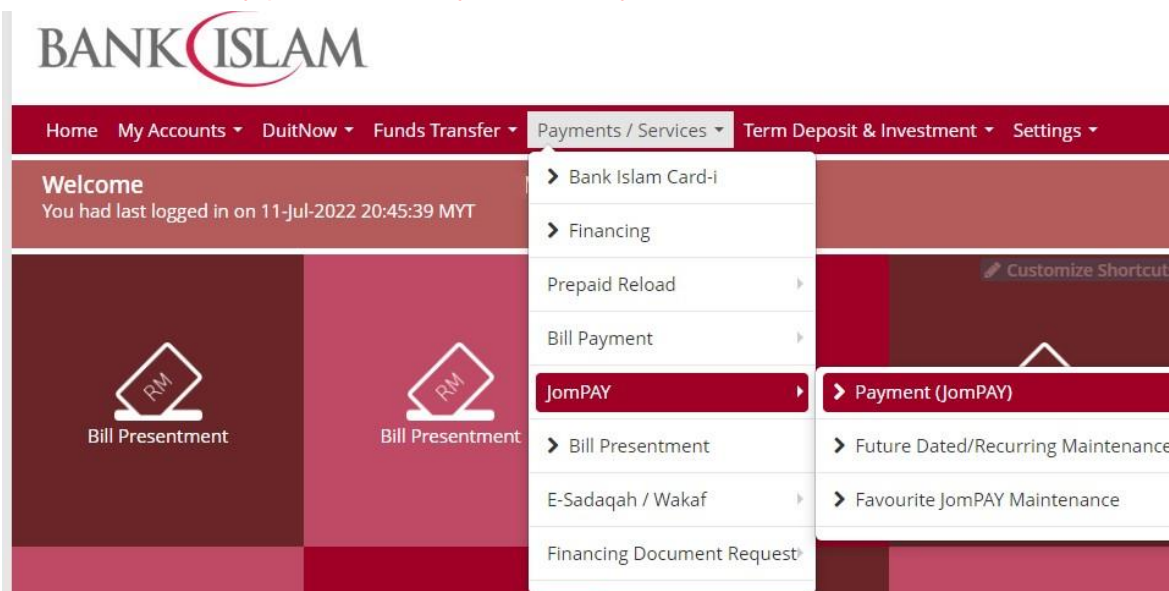 BANK ISLAM
Home My Accounts DuitNow Funds Transfer Payments / Services Term Deposit & Investment Settings
Welcome
You had last logged in on 11-Jul-2022 20:45:39 MYT
Bank Islam Card-i
Financing
Prepaid Reload
Customize Shortcut
Bill Payment
RM
RM
JomPAY
Payment (JomPAY)
Bill Presentment
Bill Presentment
Bill Presentment
Future Dated/Recurring Maintenance
E-Sadaqah / Wakaf
Favourite JomPAY Maintenance
Financing Document Request